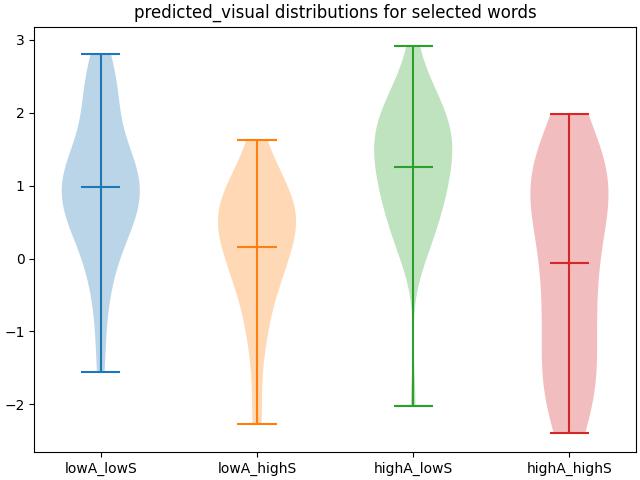 predicted_visual distributions for selected words
3
2
1
0
−1
−2
lowA_lowS
lowA_highS
highA_lowS
highA_highS